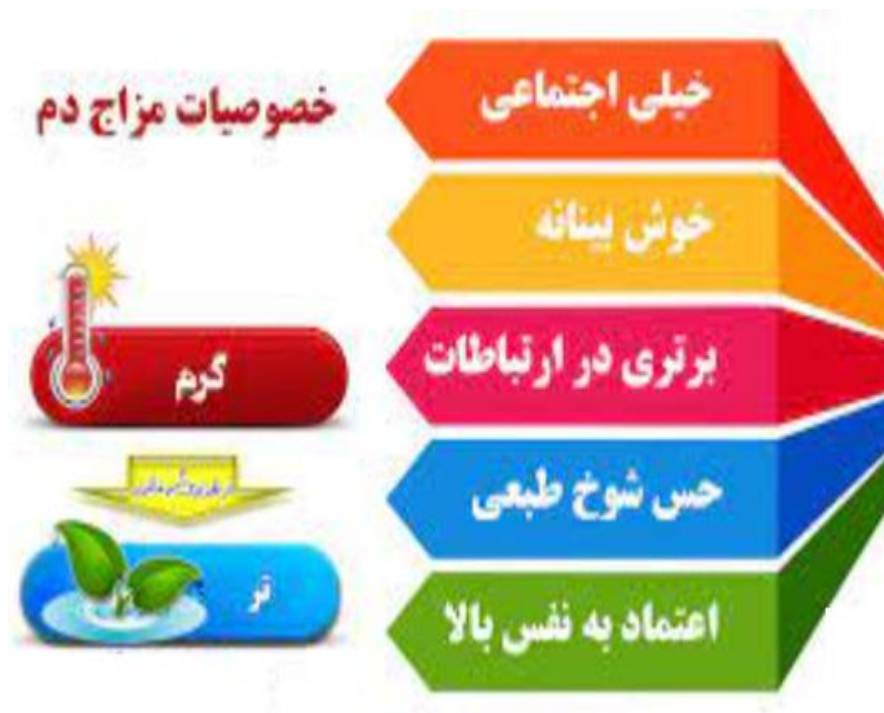 خصوصیات مزاج دم
خیلی اجتماعی
خوش بینانه
برتری در ارتباطات
حس شوخ طبعی
اعتماد به نفس بالا
گرم
تر